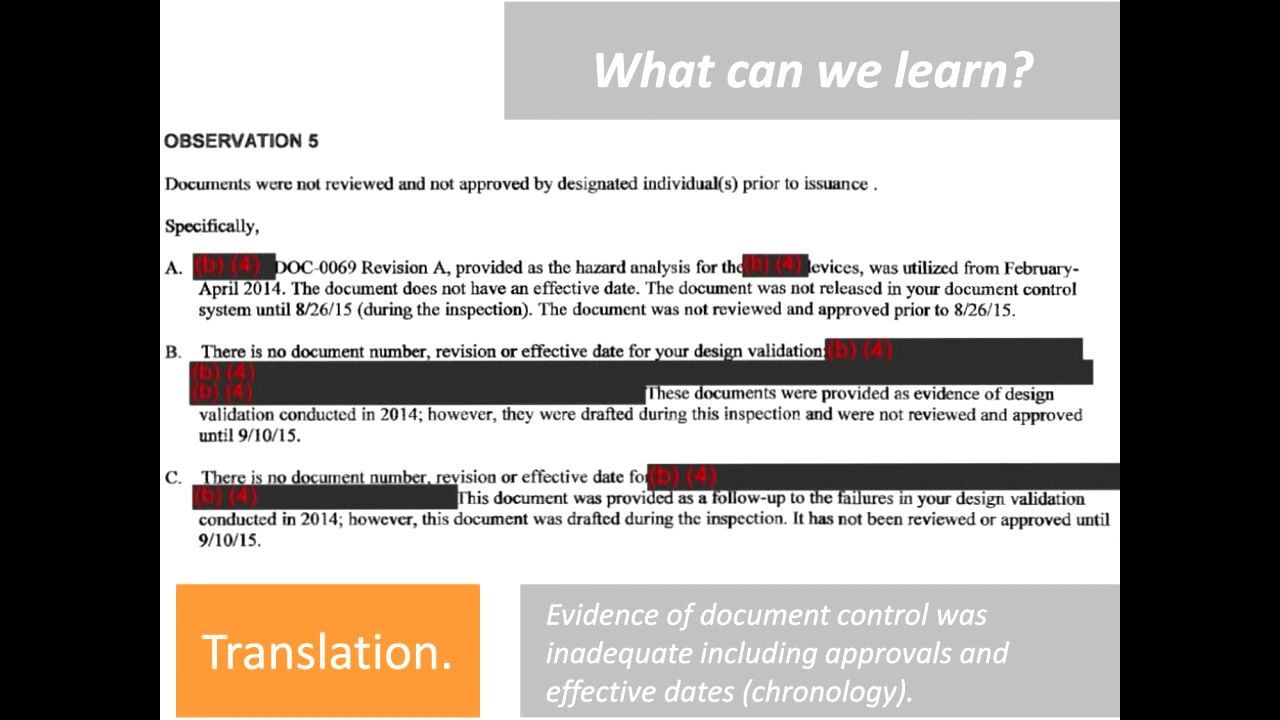 What can we learn?
OBSERVATION 5
Documents were not reviewed and not approved by designated individual(s) prior to issuance .
Specifically,
A. (b) (4) DOC-0069 Revision A, provided as the hazard analysis for the (b) (4) evices, was utilized from February-
April 2014. The document does not have an effective date. The document was not released in your document control
system until 8/26/15 (during the inspection). The document was not reviewed and approved prior to 8/26/15.
B. There is no document number, revision or effective date for your design validation: (b) (4)
(b) (4)
(b) (4) These documents were provided as evidence of design
validation conducted in 2014; however, they were drafted during this inspection and were not reviewed and approved
until 9/10/15.
C. There is no document number, revision or effective date fo (b) (4)
(b) (4) This document was provided as a follow-up to the failures in your design validation
conducted in 2014; however, this document was drafted during the inspection. It has not been reviewed or approved until
9/10/15.
Translation.
Evidence of document control was
inadequate including approvals and
effective dates (chronology).